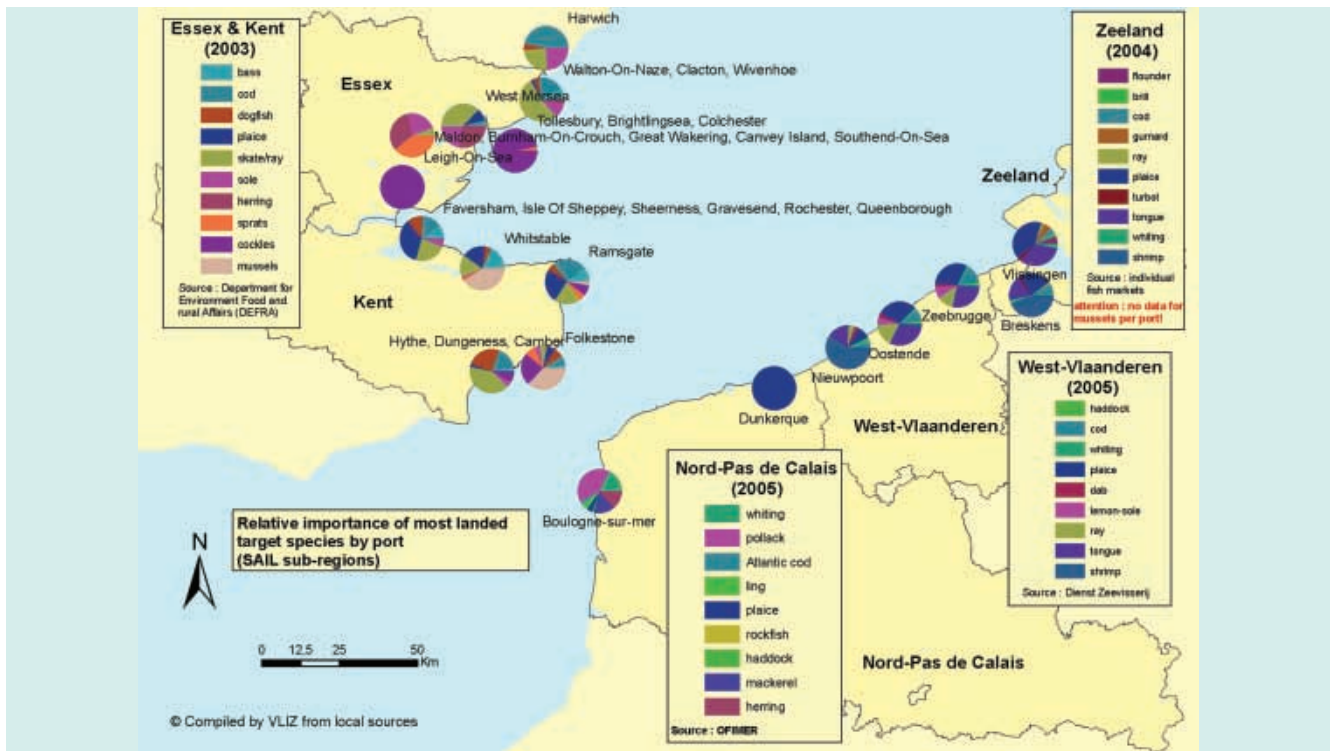 Essex & Kent
(2003)
bass
cod
dogfish
plaice
skate/ray
sole
herring
sprats
cockles
mussels
Source : Department for
Environment Food and
rural Affairs (DEFRA)
Harwich
Walton-On-Naze, Clacton, Wivenhoe
Essex
West Mersea
Tollesbury, Brightlingsea, Colchester
Maldon, Burnham-On-Crouch, Great Wakering, Canvey Island, Southend-On-Sea
Leigh-On-Sea
Faversham, Isle Of Sheppey, Sheerness, Gravesend, Rochester, Queenborough
Whitstable
Ramsgate
Kent
Hythe, Dungeness, Camber
Folkestone
Zeeland
(2004)
flounder
brill
cod
gurnard
ray
plaice
turbot
tongue
whiting
shrimp
Source : individual
fish markets
attention : no data for
mussels per port!
Zeeland
Vlissingen
Breskens
Zeebrugge
Oostende
Nieuwpoort
Dunkerque
West-Vlaanderen
West-Vlaanderen
(2005)
haddock
cod
whiting
plaice
dab
lemon-sole
ray
tongue
shrimp
Source : Dienst Zeevisserij
Boulogne-sur-mer
Nord-Pas de Calais
(2005)
whiting
pollack
Atlantic cod
ling
plaice
rockfish
haddock
mackerel
herring
Source : OFIMER
Nord-Pas de Calais
Relative importance of most landed
target species by port
(SAIL sub-regions)
N
0 12.5 25 50
Km
© Compiled by VLIZ from local sources